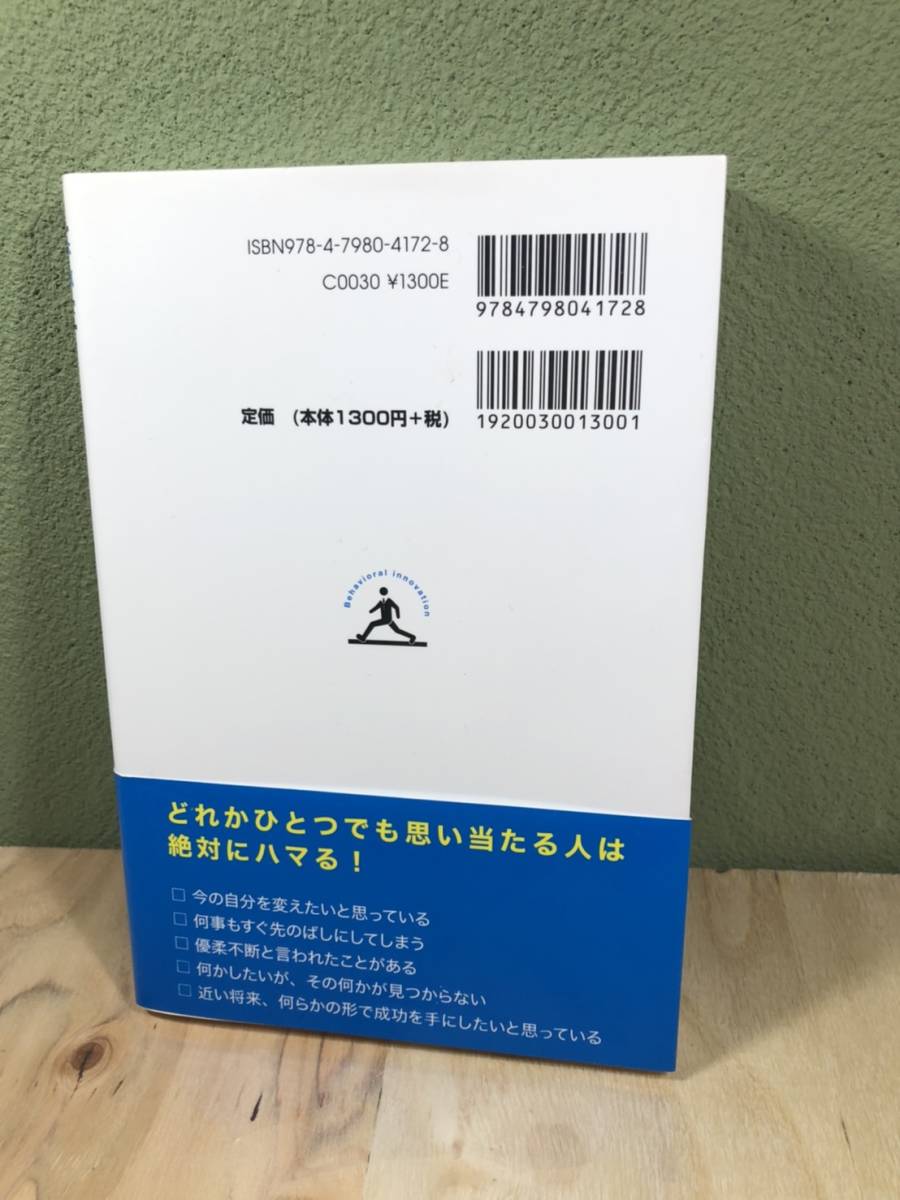 ISBN978-4-7980-4172-8
C0030 ¥1300E
9784798041728
定価 (本体1300円+税)
1920030013001
Behavioral innovation
どれかひとつでも思い当たる人は
絶対にハマる!
□ 今の自分を変えたいと思っている
□ 何事もすぐ先のばしにしてしまう
□ 優柔不断と言われたことがある
□ 何かしたいが、その何かが見つからない
□ 近い将来、何らかの形で成功を手にしたいと思っている